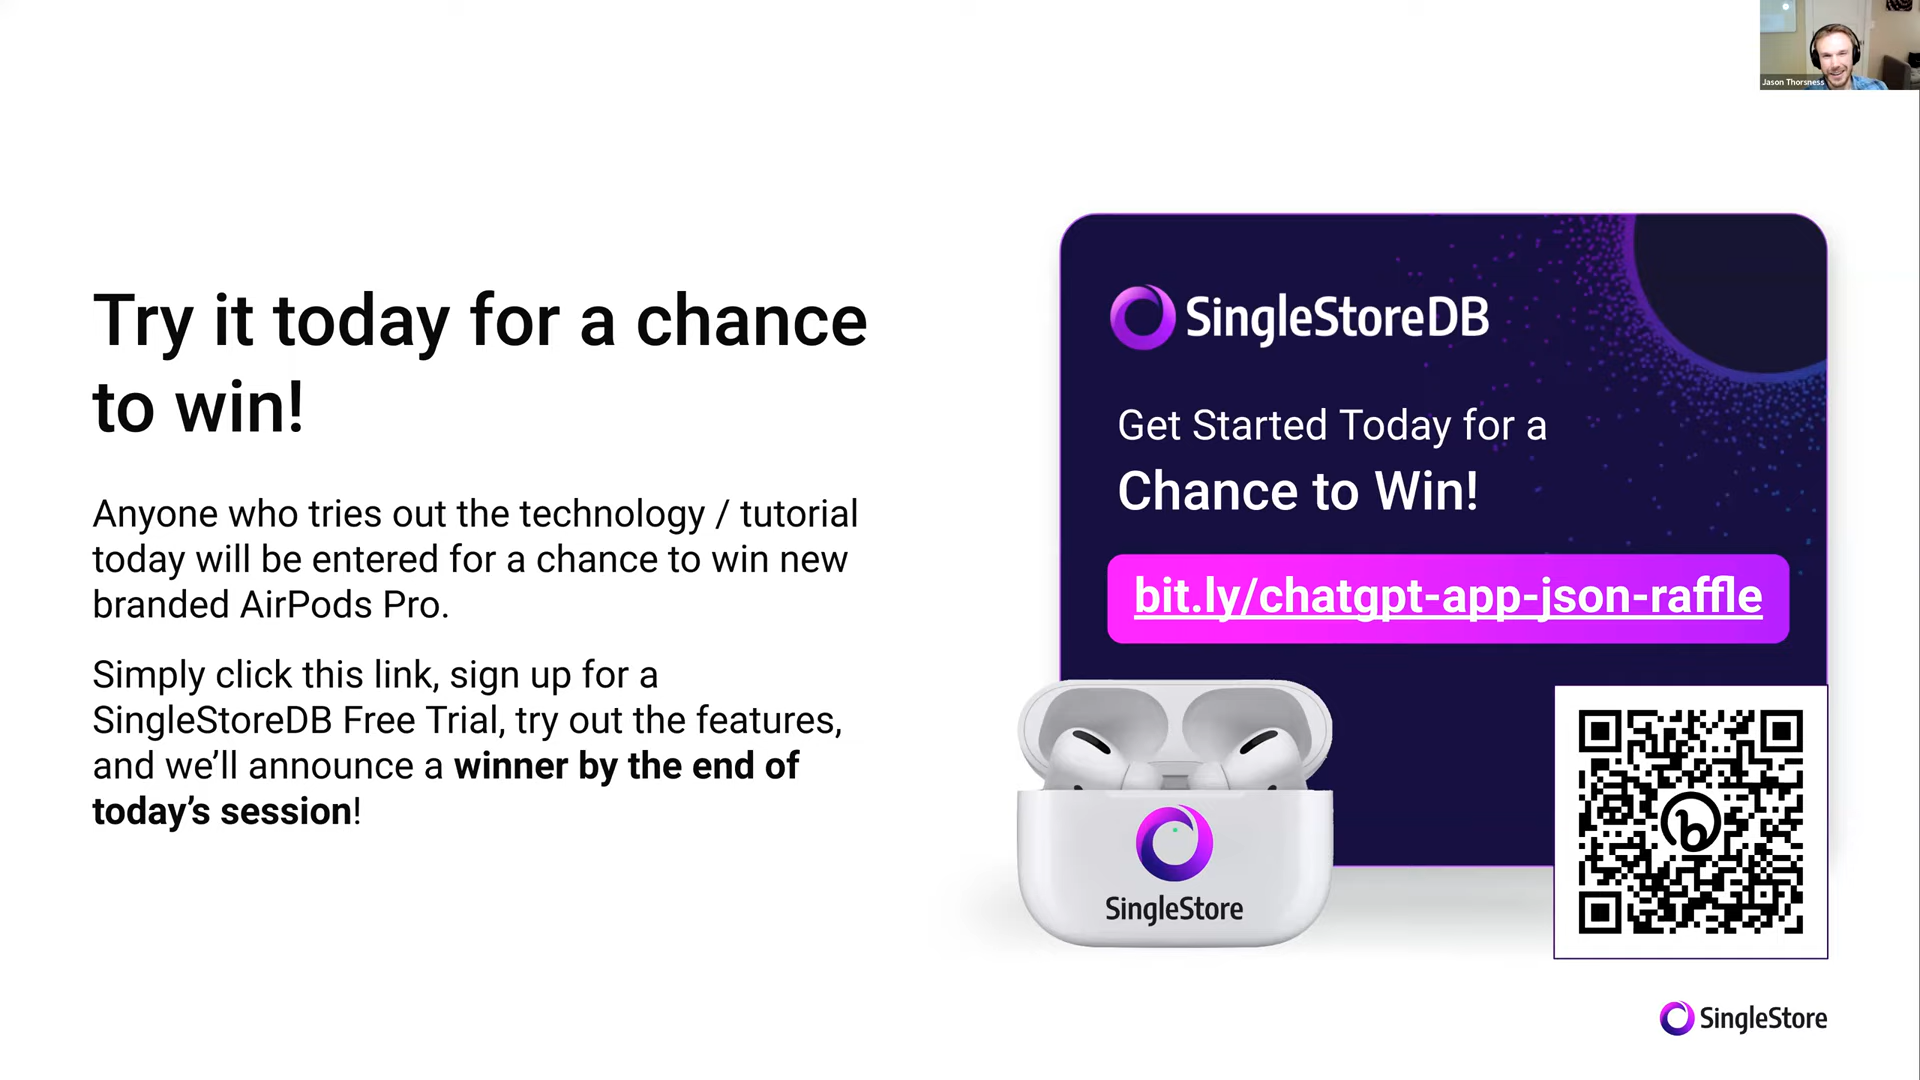 Jason Thorsness
Try it today for a chance
to win!
Anyone who tries out the technology / tutorial
today will be entered for a chance to win new
branded AirPods Pro.
Simply click this link, sign up for a
SingleStoreDB Free Trial, try out the features,
and we’ll announce a winner by the end of
today’s session!
SingleStoreDB
Get Started Today for a
Chance to Win!
bit.ly/chatgpt-app-json-raffle
SingleStore
b
SingleStore